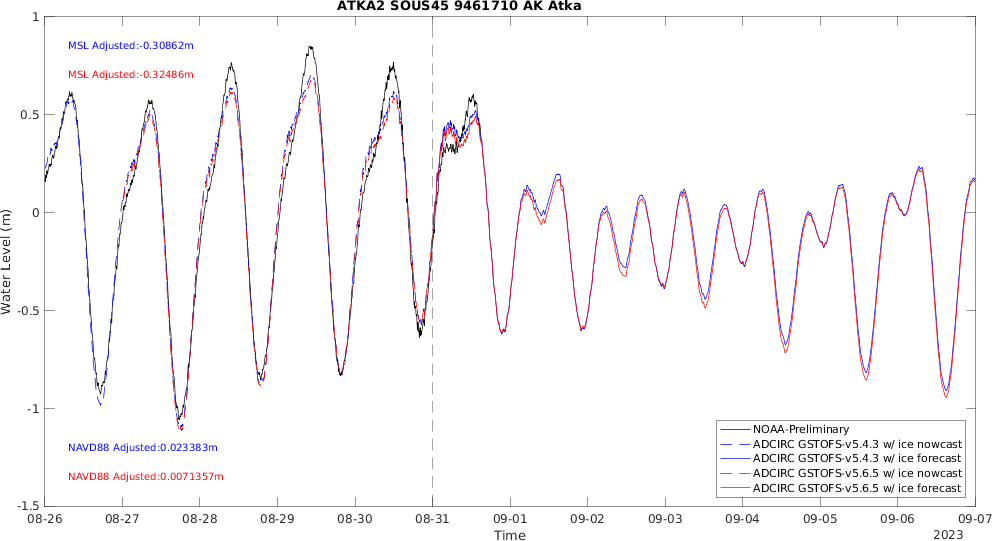 ATKA2 SOUS45 9461710 AK Atka
MSL Adjusted:-0.30862m
MSL Adjusted:-0.32486m
NAVD88 Adjusted:0.023383m
NAVD88 Adjusted:0.0071357m
Water Level (m)
1
0.5
0
-0.5
-1
-1.5
NOAA-Preliminary
ADCIRC GSTOFS-v5.4.3 w/ ice nowcast
ADCIRC GSTOFS-v5.4.3 w/ ice forecast
ADCIRC GSTOFS-v5.6.5 w/ ice nowcast
ADCIRC GSTOFS-v5.6.5 w/ ice forecast
08-26 08-27 08-28 08-29 08-30 08-31 09-01 09-02 09-03 09-04 09-05 09-06 09-07
Time
2023